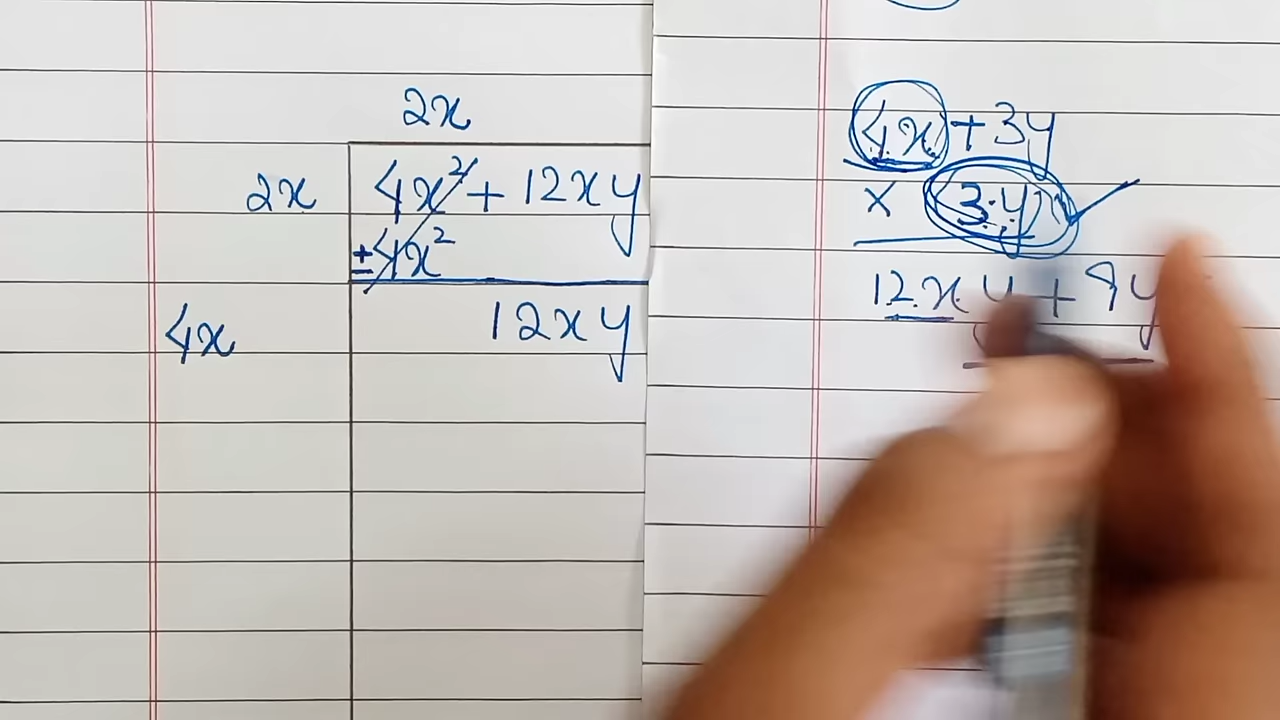 2x
2x 4x² + 12xy
± 4x²
4x 12xy
4x + 3y
x 3y
12xy + 9y